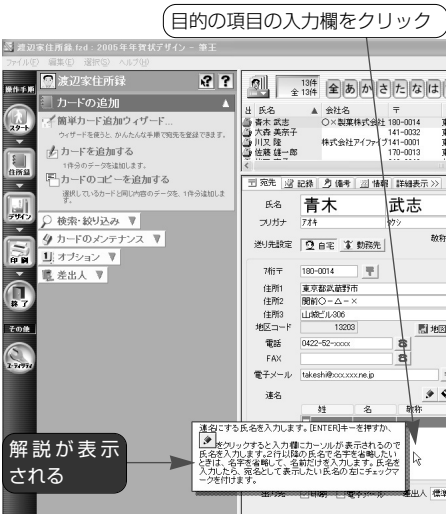 目的の項目の入力欄をクリック
渡辺家住所録.fzd：2005年年賀状デザイン - 筆王
ファイル(F) 編集(E) 選択(S) ヘルプ(H)
操作手順
スタート
住所録
デザイン
印刷
終了
その他
渡辺家住所録
カードの追加
簡単カード追加ウィザード...
ウィザードを使うと、かんたんな手順で宛先を登録できます。
カードを追加する
1件分のデータを追加します。
カードのコピーを追加する
選択しているカードと同じ内容のデータを、1件分追加しま
す。
検索・絞り込み
カードのメンテナンス
オプション
差出人
13件
全 13件
全 あ か さ た な は
氏名 会社名 〒
青木 武志 ○×製菓株式会社 180-0014
大森 美奈子 141-0032
川又 隆 株式会社アイファイブ 141-0001
佐藤 雄一郎 170-0013
宛先 記録 備考 情報 詳細表示>>
氏名 青木 武志
フリガナ アオキ
送り先設定 自宅 勤務先
7桁〒 180-0014
住所1 東京都武蔵野市
住所2 関前○-△-×
住所3 山城ビル306
地区コード 13203 地図
電話 0422-52-xxxx
FAX
電子メール takeshi@xxx.xxx.ne.jp
連名
姓 名 敬称
連名にする氏名を入力します。[ENTER]キーを押すか、
をクリックすると入力欄にカーソルが表示されるので
氏名を入力します。2行以降の氏名で名字を省略したい
ときは、名字を省略して、名前だけを入力します。氏名を
入力したら、宛名として表示したい氏名の左にチェックマ
ークを付けます。
解説が表示
される
差出人 標準